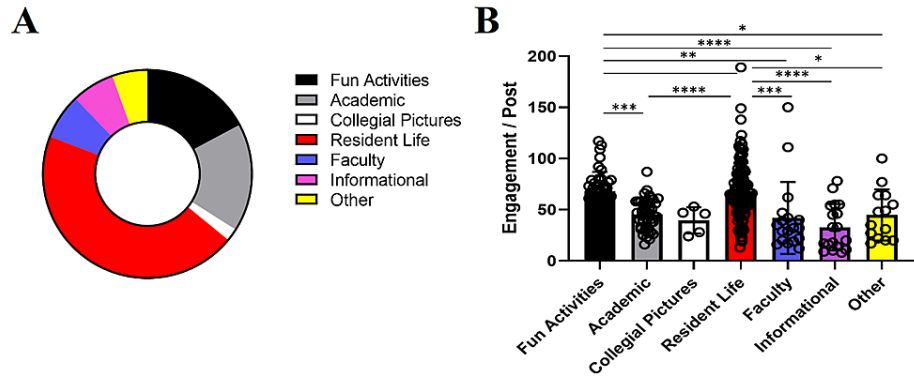 A
Fun Activities
Academic
Collegial Pictures
Resident Life
Faculty
Informational
Other
B
*
****
**
*
****
***
****
***
200
150
100
50
0
Engagement / Post
Fun Activities
Academic
Collegial Pictures
Resident Life
Faculty
Informational
Other